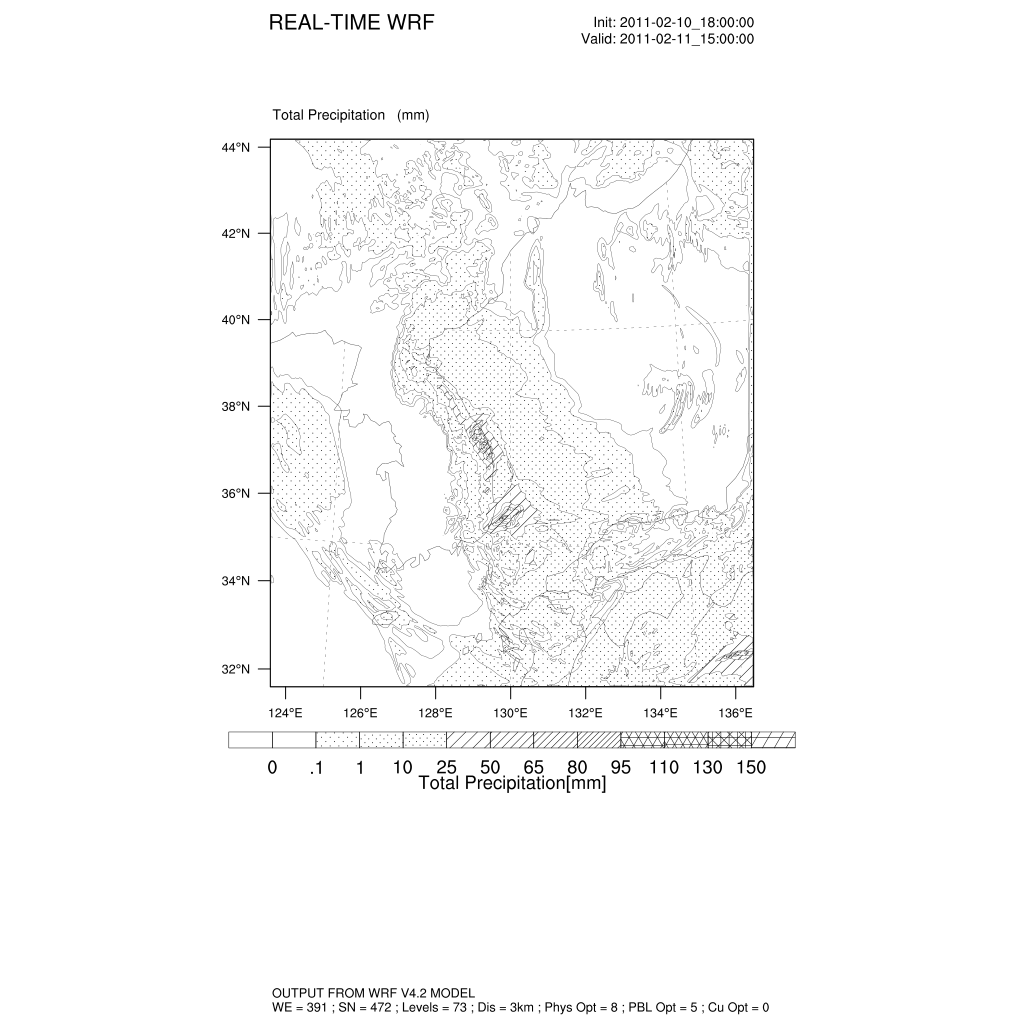 REAL-TIME WRF
Init: 2011-02-10_18:00:00
Valid: 2011-02-11_15:00:00
Total Precipitation (mm)
44°N
42°N
40°N
38°N
36°N
34°N
32°N
124°E 126°E 128°E 130°E 132°E 134°E 136°E
0 .1 1 10 25 50 65 80 95 110 130 150
Total Precipitation[mm]
OUTPUT FROM WRF V4.2 MODEL
WE = 391 ; SN = 472 ; Levels = 73 ; Dis = 3km ; Phys Opt = 8 ; PBL Opt = 5 ; Cu Opt = 0